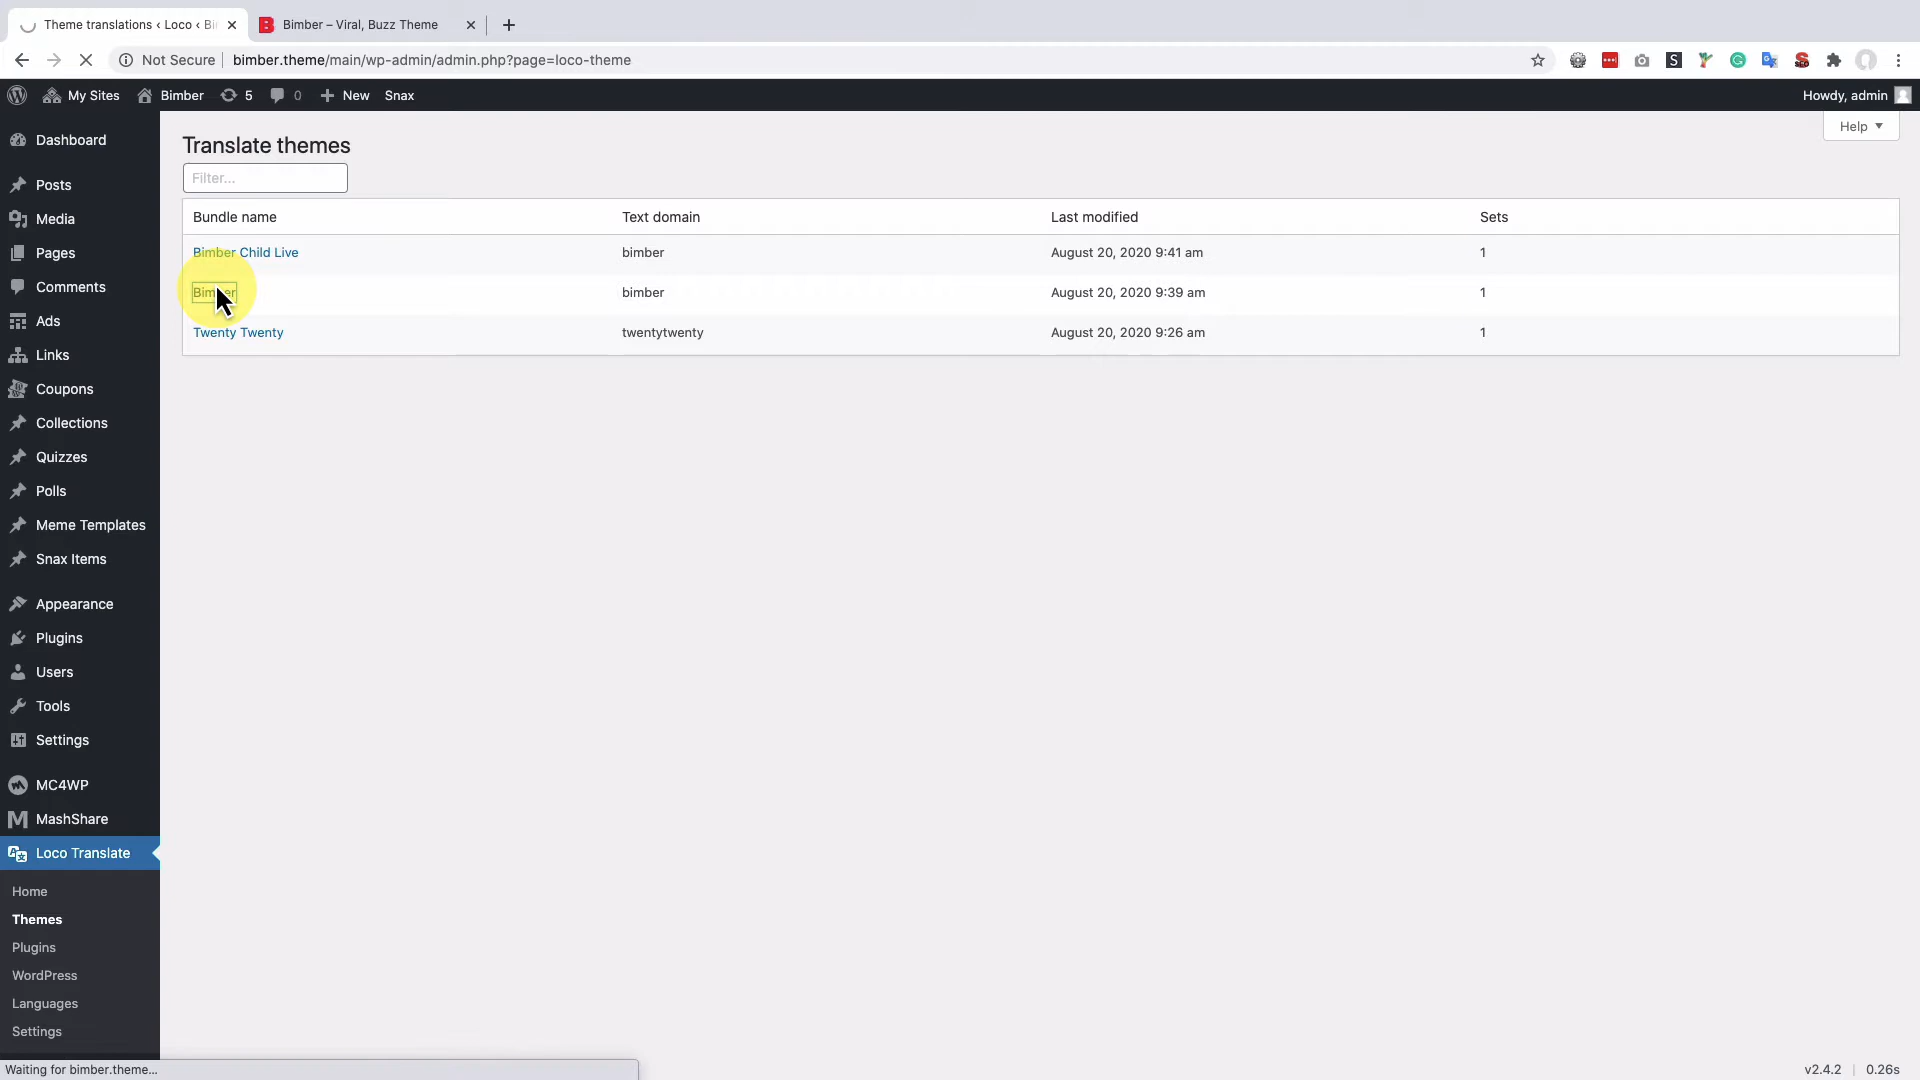 Theme translations ‹ Loco ‹ Bi
Bimber – Viral, Buzz Theme
Not Secure
bimber.theme/main/wp-admin/admin.php?page=loco-theme
My Sites
Bimber
5
0
New
Snax
Howdy, admin
Help
Dashboard
Posts
Media
Pages
Comments
Ads
Links
Coupons
Collections
Quizzes
Polls
Meme Templates
Snax Items
Appearance
Plugins
Users
Tools
Settings
MC4WP
MashShare
Loco Translate
Home
Themes
Plugins
WordPress
Languages
Settings
Translate themes
Filter...
Bundle name Text domain Last modified Sets
Bimber Child Live bimber August 20, 2020 9:41 am 1
Bimber bimber August 20, 2020 9:39 am 1
Twenty Twenty twentytwenty August 20, 2020 9:26 am 1
Waiting for bimber.theme...
v2.4.2 | 0.26s